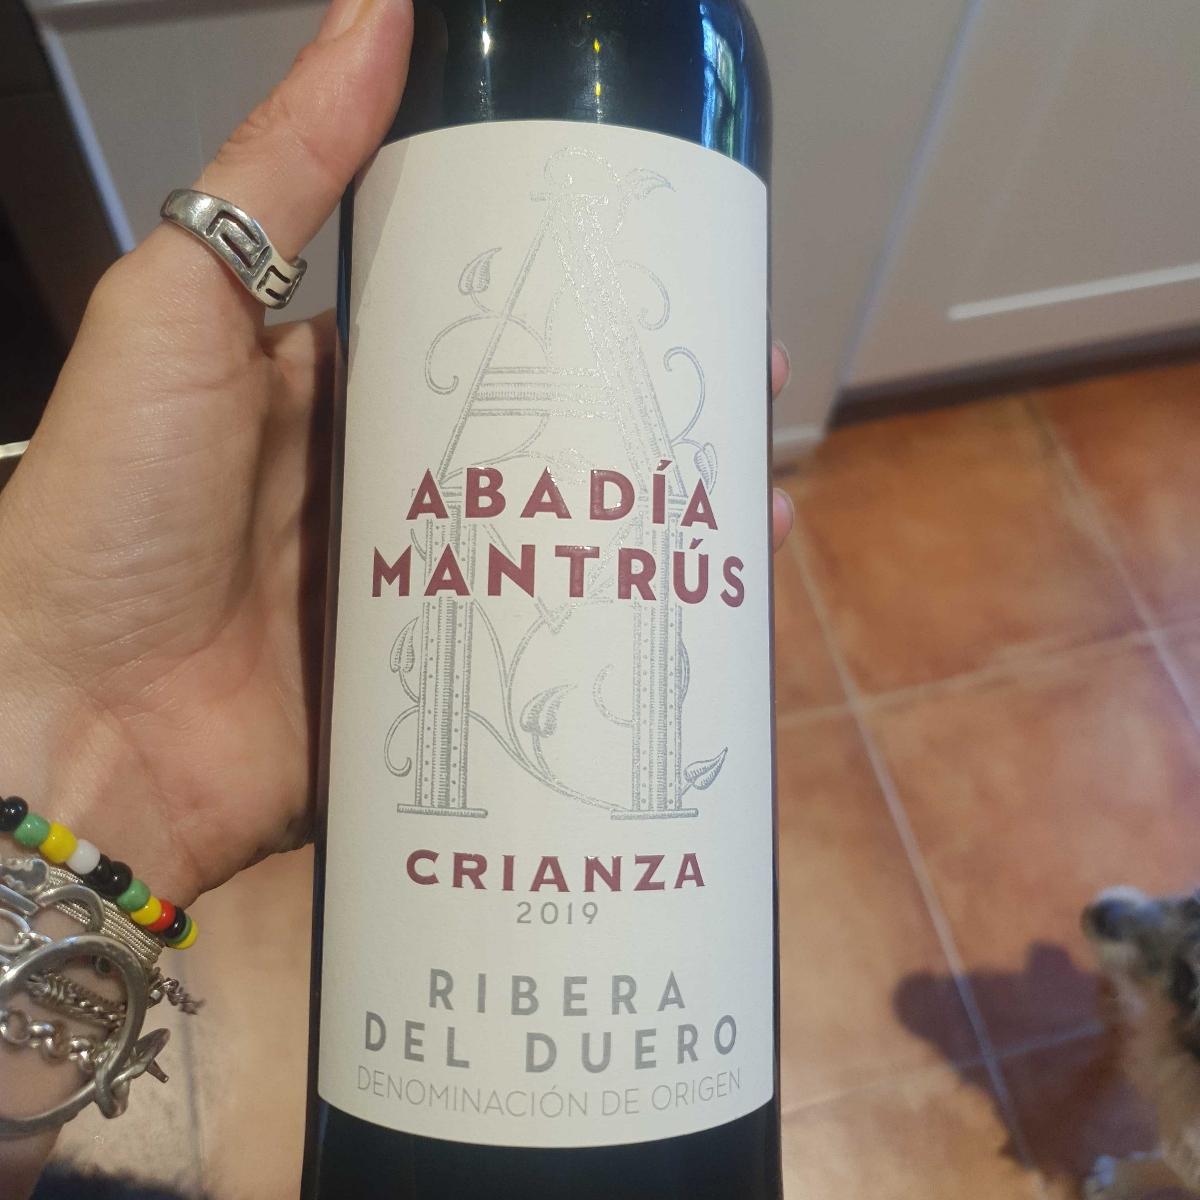 ABADÍA
MANTRÚS
CRIANZA
2019
RIBERA
DEL DUERO
DENOMINACIÓN DE ORIGEN